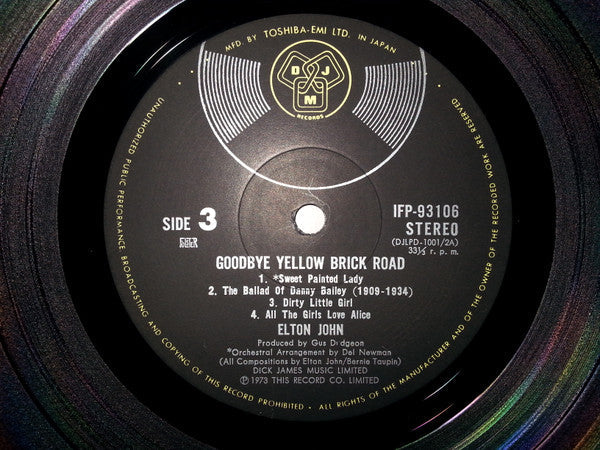 MFD BY TOSHIBA-EMI LTD. IN JAPAN
D J
M
RECORDS
SIDE 3
IFP-93106
STEREO
(DJLPD-1001/2A)
33⅓ r. p. m.
GOODBYE YELLOW BRICK ROAD
1. *Sweet Painted Lady
2. The Ballad Of Danny Bailey (1909-1934)
3. Dirty Little Girl
4. All The Girls Love Alice
ELTON JOHN
Produced by Gus Dudgeon
*Orchestral Arrangement by Del Newman
(All Compositions by Elton John/Bernie Taupin)
DICK JAMES MUSIC LIMITED
Ⓟ 1973 THIS RECORD CO. LIMITED
UNAUTHORIZED PUBLIC PERFORMANCE BROADCASTING AND COPYING OF THIS RECORD PROHIBITED • ALL RIGHTS OF THE MANUFACTURER AND OF THE OWNER OF THE RECORDED WORK ARE RESERVED •